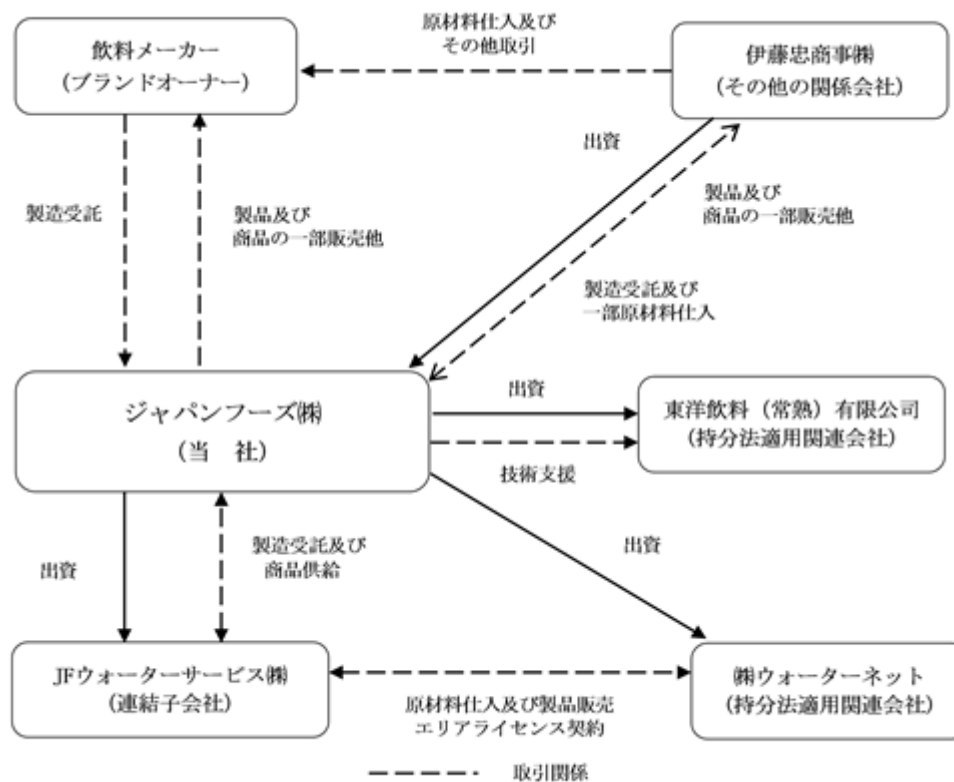 原材料仕入及び
その他取引
飲料メーカー
(ブランドオーナー)
伊藤忠商事㈱
(その他の関係会社)
出資
製造受託
製品及び
商品の一部販売他
製品及び
商品の一部販売他
製造受託及び
一部原材料仕入
ジャパンフーズ㈱
(当 社)
出資
東洋飲料(常熟)有限公司
(持分法適用関連会社)
技術支援
出資
製造受託及び
商品供給
出資
JFウォーターサービス㈱
(連結子会社)
㈱ウォーターネット
(持分法適用関連会社)
原材料仕入及び製品販売
エリアライセンス契約
取引関係